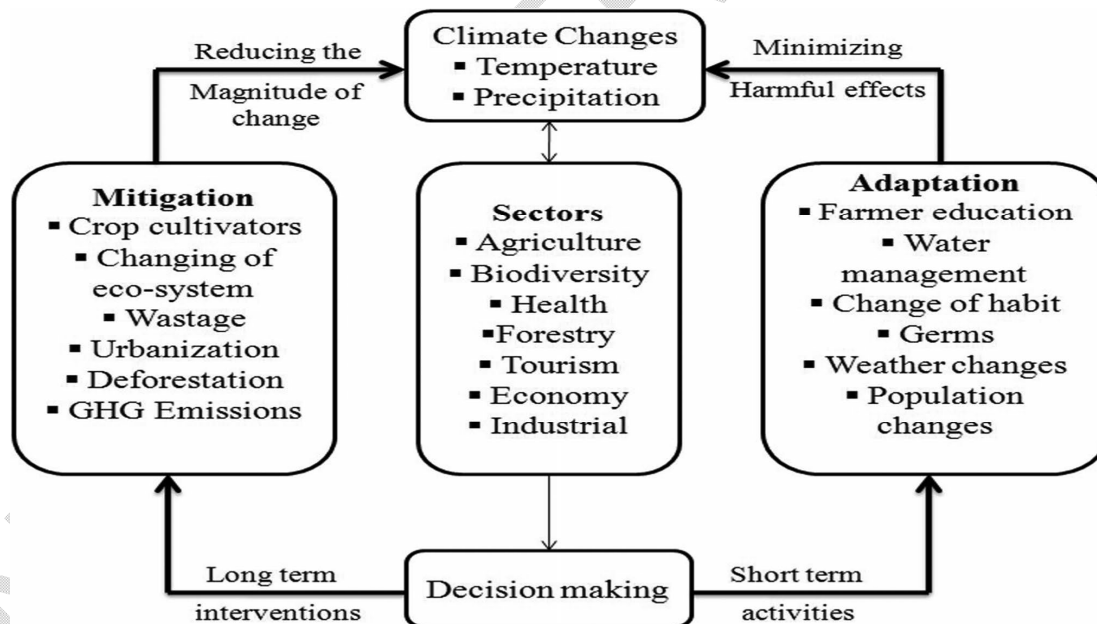 Climate Changes
▪ Temperature
▪ Precipitation
Reducing the
Magnitude of
change
Minimizing
Harmful effects
Mitigation
▪ Crop cultivators
▪ Changing of
eco-system
▪ Wastage
▪ Urbanization
▪ Deforestation
▪ GHG Emissions
Sectors
▪ Agriculture
▪ Biodiversity
▪ Health
▪Forestry
▪ Tourism
▪ Economy
▪ Industrial
Adaptation
▪ Farmer education
▪ Water
management
▪ Change of habit
▪ Germs
▪ Weather changes
▪ Population
changes
Long term
interventions
Decision making
Short term
activities